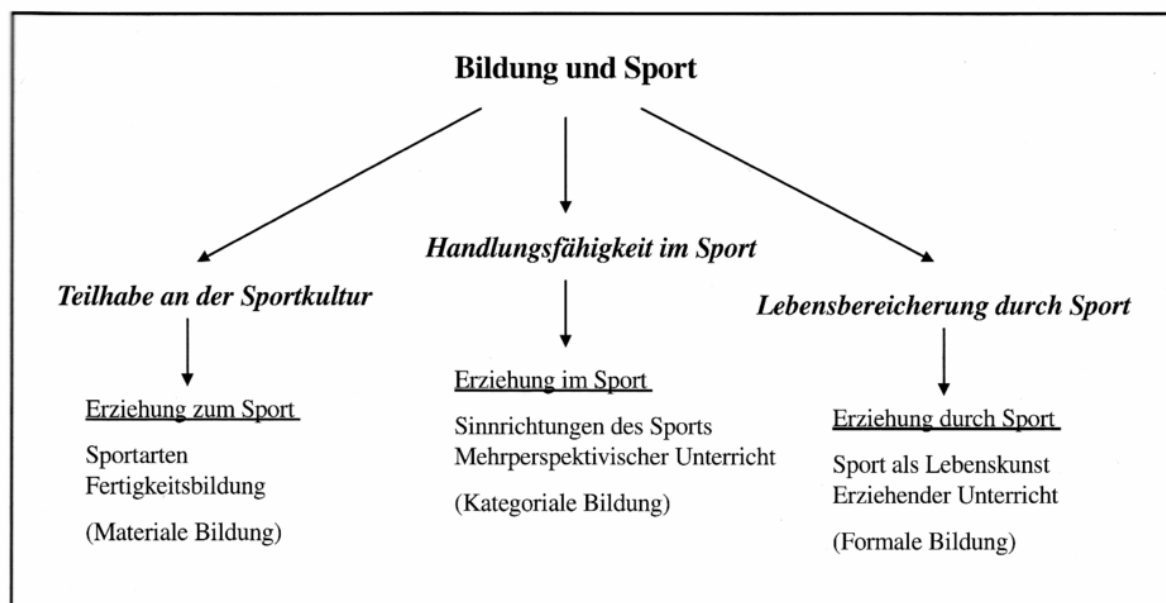 Bildung und Sport
Teilhabe an der Sportkultur
Erziehung zum Sport
Sportarten
Fertigkeitsbildung
(Materiale Bildung)
Handlungsfähigkeit im Sport
Erziehung im Sport
Sinnrichtungen des Sports
Mehrperspektivischer Unterricht
(Kategoriale Bildung)
Lebensbereicherung durch Sport
Erziehung durch Sport
Sport als Lebenskunst
Erziehender Unterricht
(Formale Bildung)